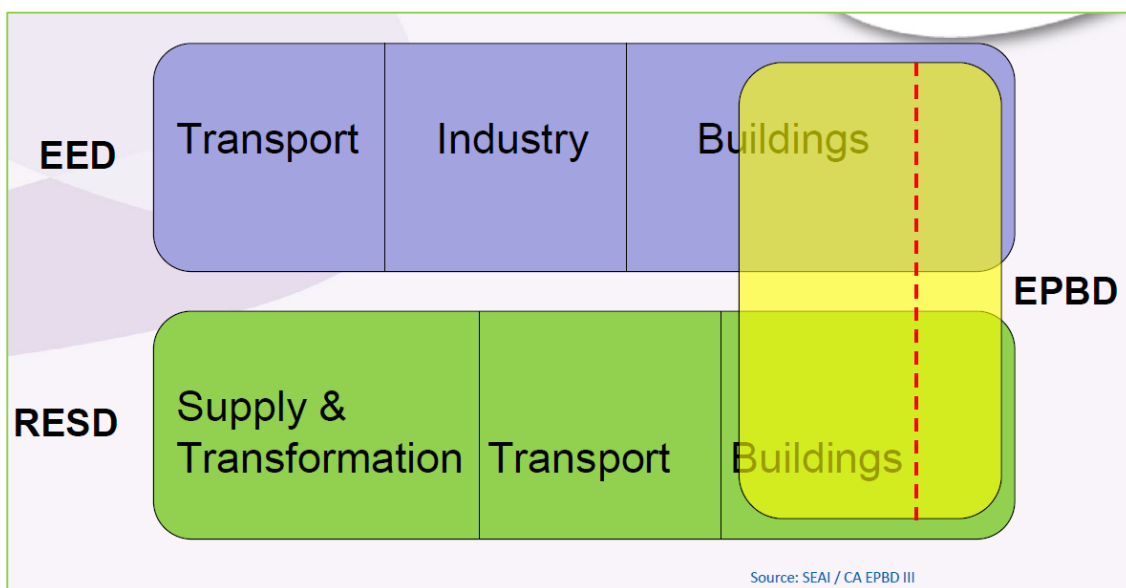 EED
Transport
Industry
Buildings
EPBD
RESD
Supply &
Transformation
Transport
Buildings
Source: SEAI / CA EPBD III